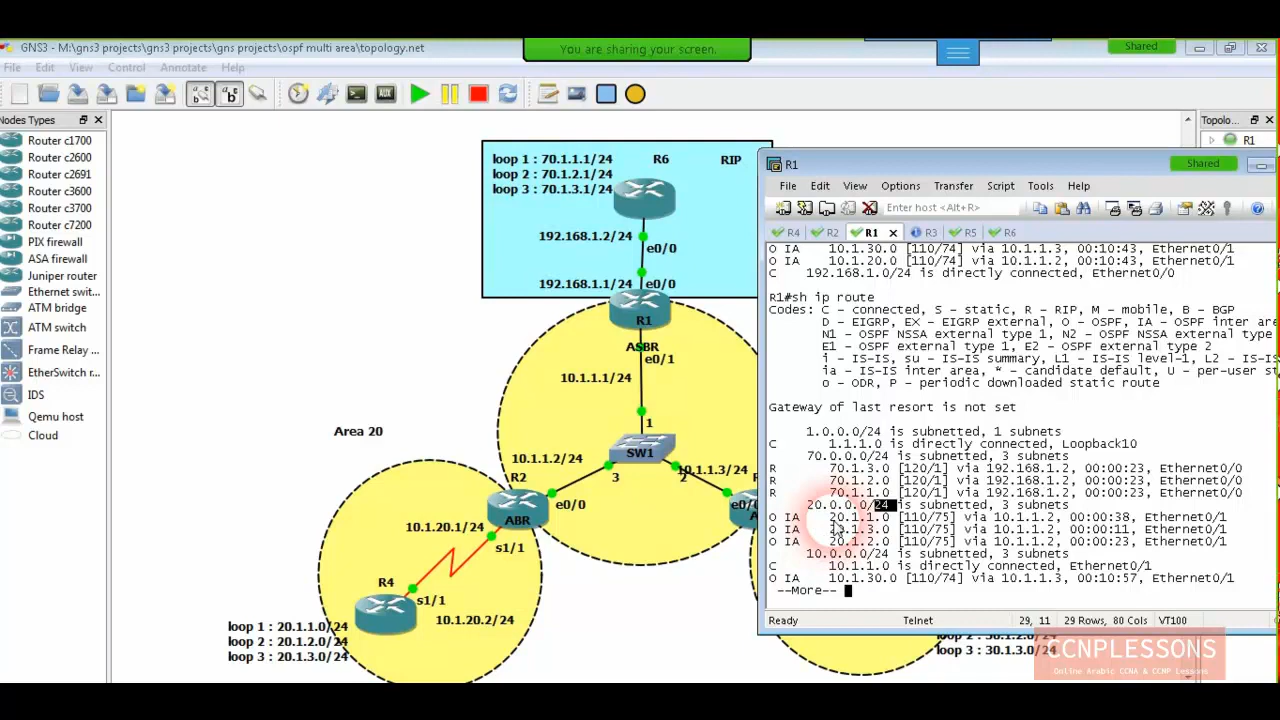 GNS3 - M:\gns3 projects\gns3 projects\gns projects\ospf multi area\topology.net
You are sharing your screen.
Shared
File Edit View Control Annotate Help
Nodes Types
Router c1700
Router c2600
Router c2691
Router c3600
Router c3700
Router c7200
PIX firewall
ASA firewall
Juniper router
Ethernet swit...
ATM bridge
ATM switch
Frame Relay ...
EtherSwitch r...
IDS
Qemu host
Cloud
Topolo...
R1
loop 1 : 70.1.1.1/24
loop 2 : 70.1.2.1/24
loop 3 : 70.1.3.1/24
R6
RIP
192.168.1.2/24
e0/0
192.168.1.1/24
e0/0
R1
ASBR
e0/1
10.1.1.1/24
1
SW1
Area 20
10.1.1.2/24
10.1.1.3/24
3
2
R2
ABR
e0/0
e0/0
10.1.20.1/24
s1/1
R4
s1/1
10.1.20.2/24
loop 1 : 20.1.1.0/24
loop 2 : 20.1.2.0/24
loop 3 : 20.1.3.0/24
loop 3 : 30.1.3.0/24
R1
Shared
File Edit View Options Transfer Script Tools Help
Enter host <Alt+R>
R4 R2 R1 R3 R5 R6
O IA 10.1.30.0 [110/74] via 10.1.1.3, 00:10:43, Ethernet0/1
O IA 10.1.20.0 [110/74] via 10.1.1.2, 00:10:43, Ethernet0/1
C 192.168.1.0/24 is directly connected, Ethernet0/0
R1#sh ip route
Codes: C - connected, S - static, R - RIP, M - mobile, B - BGP
D - EIGRP, EX - EIGRP external, O - OSPF, IA - OSPF inter area
N1 - OSPF NSSA external type 1, N2 - OSPF NSSA external type
E1 - OSPF external type 1, E2 - OSPF external type 2
i - IS-IS, su - IS-IS summary, L1 - IS-IS level-1, L2 - IS-IS
ia - IS-IS inter area, * - candidate default, U - per-user st
o - ODR, P - periodic downloaded static route
Gateway of last resort is not set
1.0.0.0/24 is subnetted, 1 subnets
C 1.1.1.0 is directly connected, Loopback10
70.0.0.0/24 is subnetted, 3 subnets
R 70.1.3.0 [120/1] via 192.168.1.2, 00:00:23, Ethernet0/0
R 70.1.2.0 [120/1] via 192.168.1.2, 00:00:23, Ethernet0/0
R 70.1.1.0 [120/1] via 192.168.1.2, 00:00:23, Ethernet0/0
20.0.0.0/24 is subnetted, 3 subnets
O IA 20.1.1.0 [110/75] via 10.1.1.2, 00:00:38, Ethernet0/1
O IA 20.1.3.0 [110/75] via 10.1.1.2, 00:00:11, Ethernet0/1
O IA 20.1.2.0 [110/75] via 10.1.1.2, 00:00:23, Ethernet0/1
10.0.0.0/24 is subnetted, 3 subnets
C 10.1.1.0 is directly connected, Ethernet0/1
O IA 10.1.30.0 [110/74] via 10.1.1.3, 00:10:57, Ethernet0/1
--More--
Ready Telnet 29, 11 29 Rows, 80 Cols VT100
CCNPLESSONS
Online Arabic CCNA & CCNP Lessons